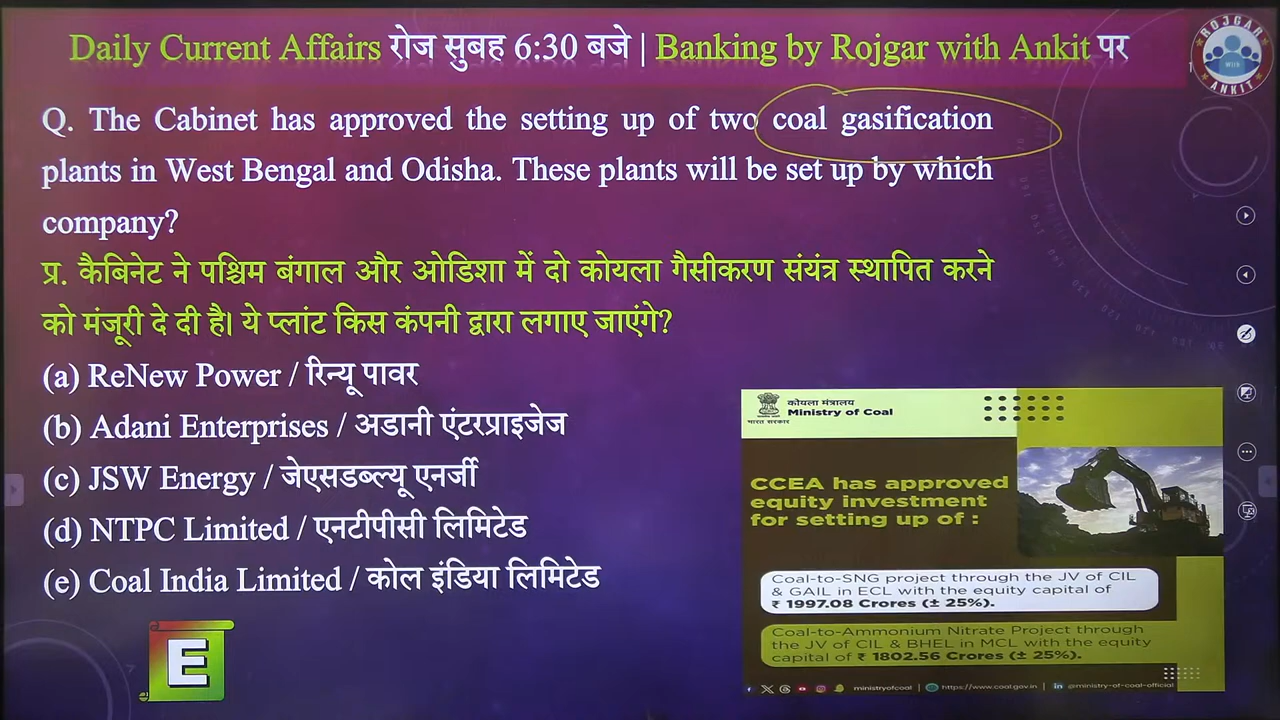 Daily Current Affairs रोज सुबह 6:30 बजे | Banking by Rojgar with Ankit पर
ROJGAR
WITH
ANKIT
Q. The Cabinet has approved the setting up of two coal gasification
plants in West Bengal and Odisha. These plants will be set up by which
company?
प्र. कैबिनेट ने पश्चिम बंगाल और ओडिशा में दो कोयला गैसीकरण संयंत्र स्थापित करने
को मंजूरी दे दी है। ये प्लांट किस कंपनी द्वारा लगाए जाएंगे?
(a) ReNew Power / रिन्यू पावर
(b) Adani Enterprises / अडानी एंटरप्राइजेज
(c) JSW Energy / जेएसडब्ल्यू एनर्जी
(d) NTPC Limited / एनटीपीसी लिमिटेड
(e) Coal India Limited / कोल इंडिया लिमिटेड
E
कोयला मंत्रालय
Ministry of Coal
भारत सरकार
CCEA has approved
equity investment
for setting up of :
Coal-to-SNG project through the JV of CIL
& GAIL in ECL with the equity capital of
₹ 1997.08 Crores (± 25%).
Coal-to-Ammonium Nitrate Project through
the JV of CIL & BHEL in MCL with the equity
capital of ₹ 1802.56 Crores (± 25%).
ministryofcoal | https://www.coal.gov.in | @ministry-of-coal-official